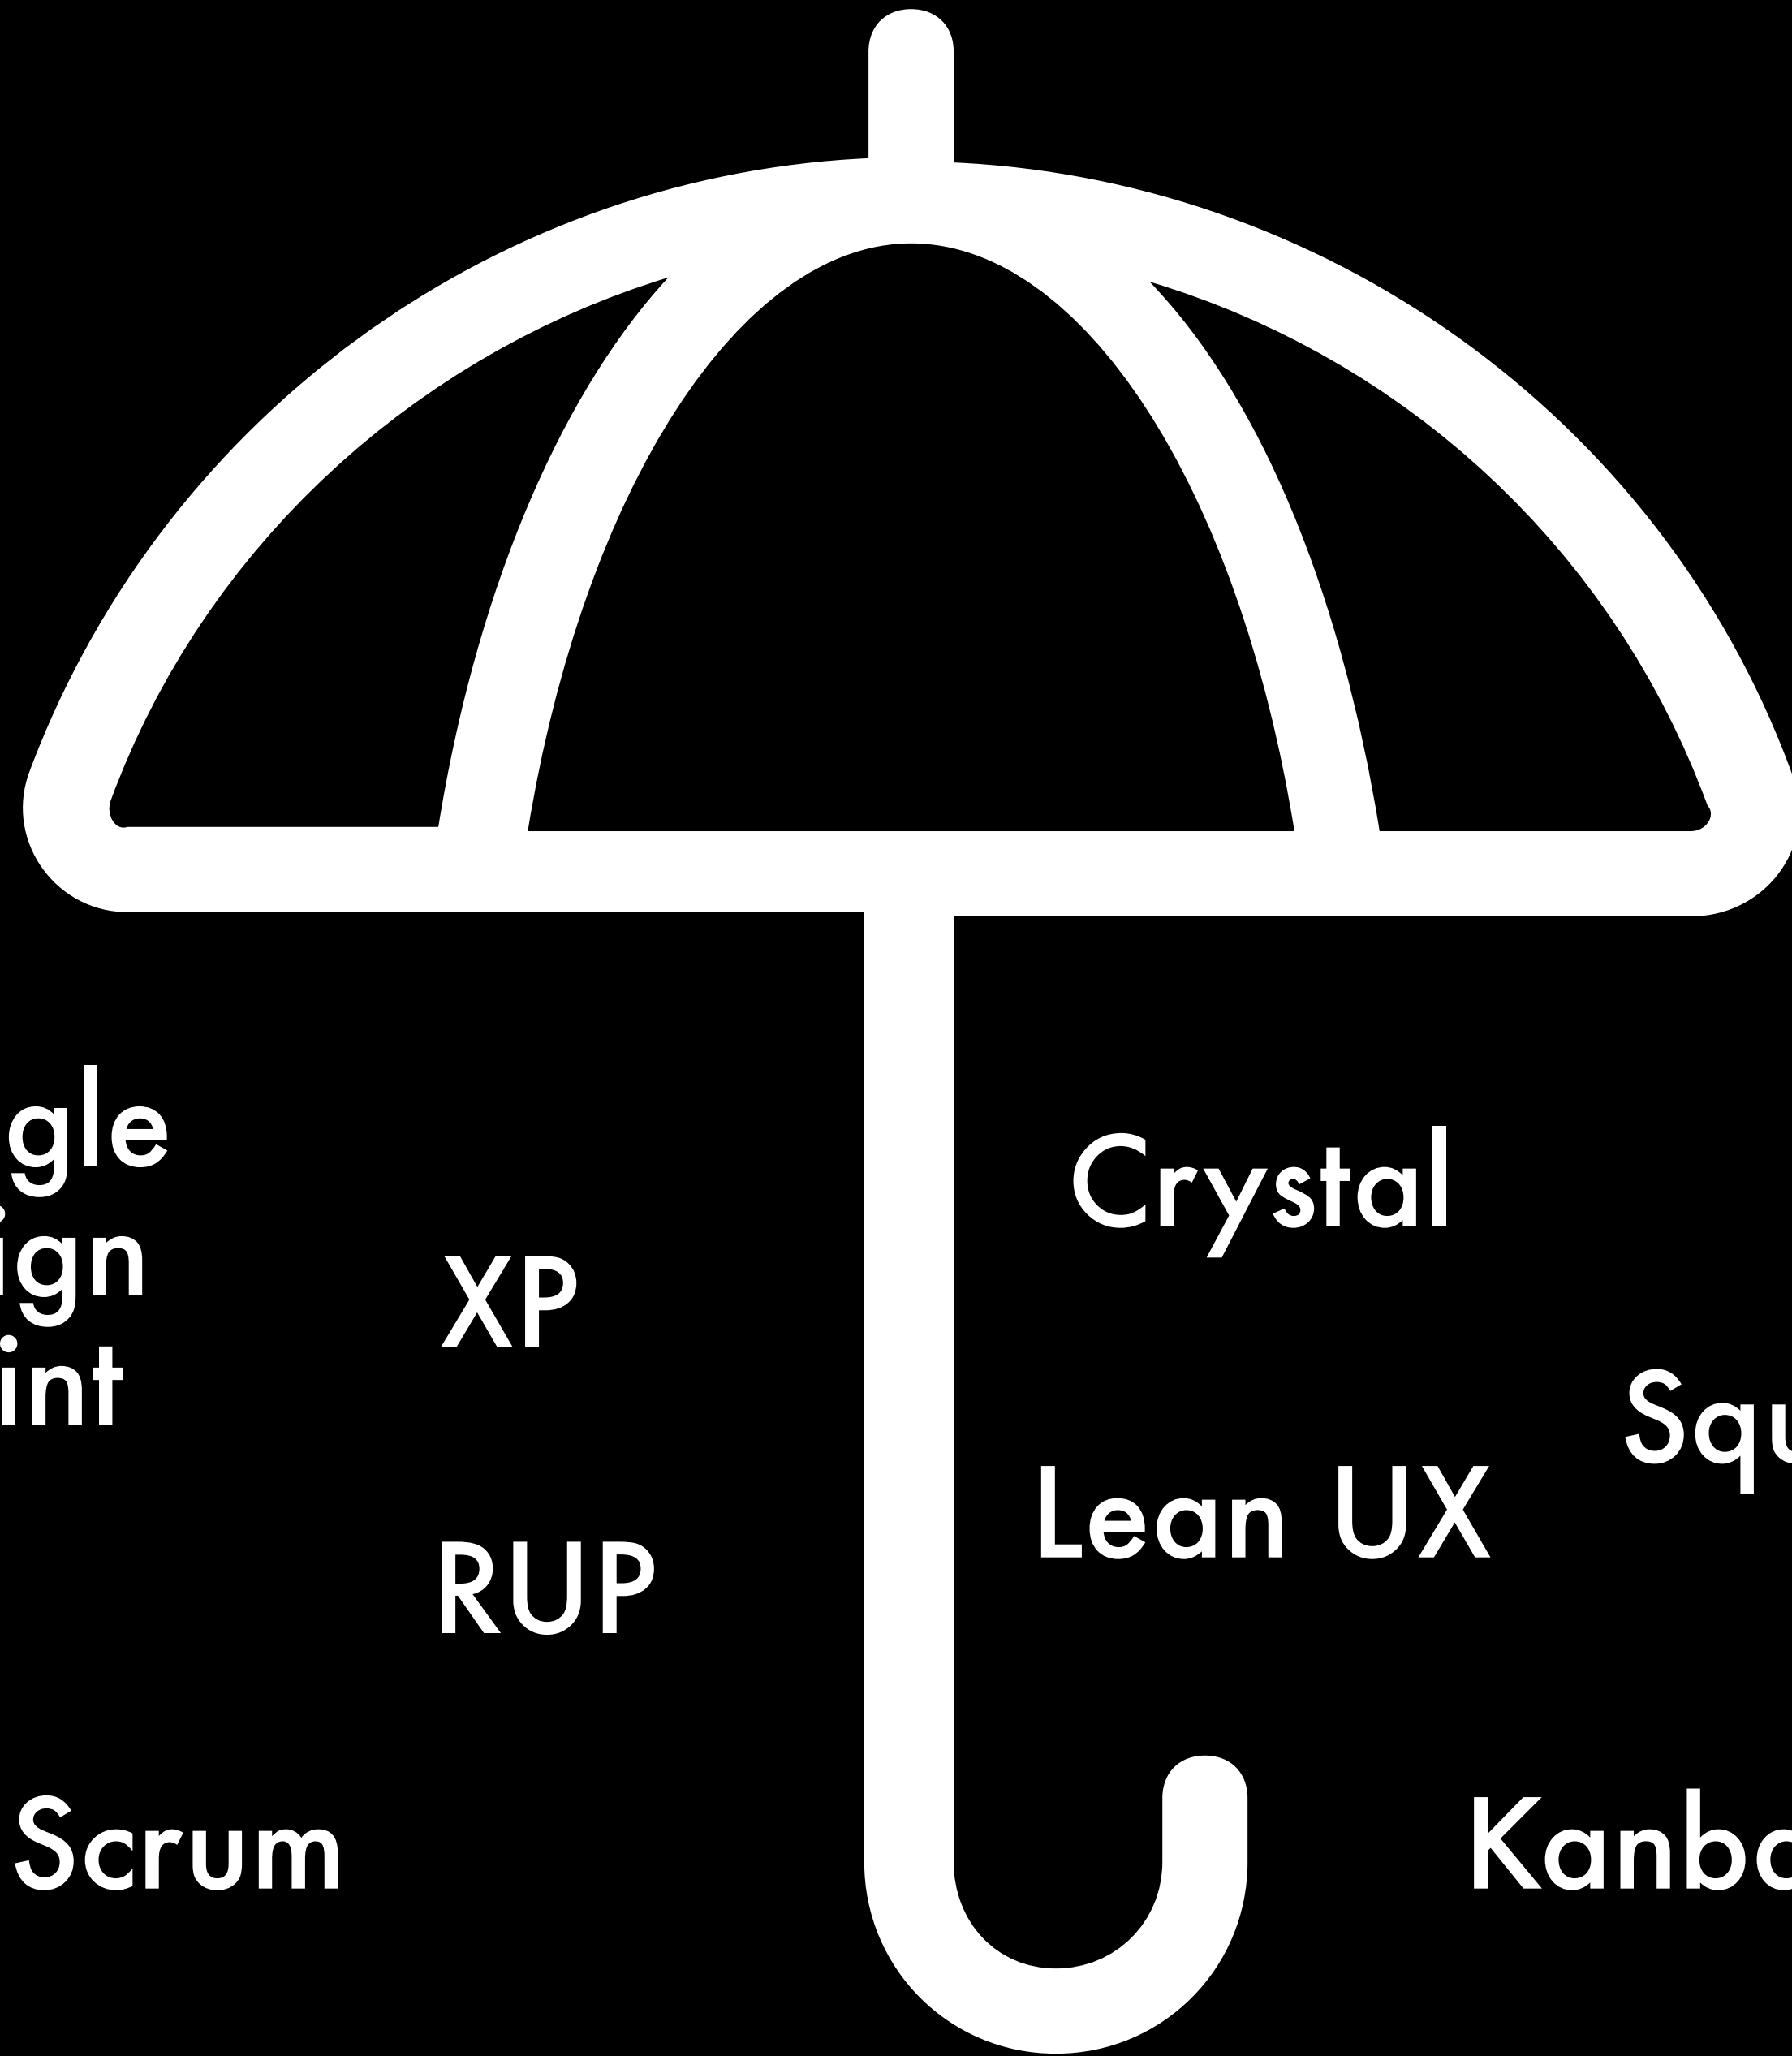 gle
ign
int
XP
RUP
Scrum
Crystal
Lean UX
Squ
Kanba